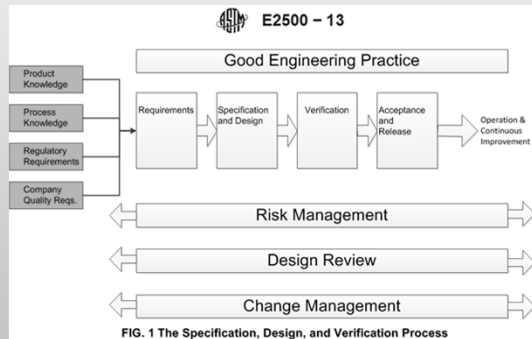 ASTM
E2500 – 13
Good Engineering Practice
Product
Knowledge
Process
Knowledge
Regulatory
Requirements
Company
Quality Reqs.
Requirements
Specification
and Design
Verification
Acceptance
and
Release
Operation &
Continuous
Improvement
Risk Management
Design Review
Change Management
FIG. 1 The Specification, Design, and Verification Process